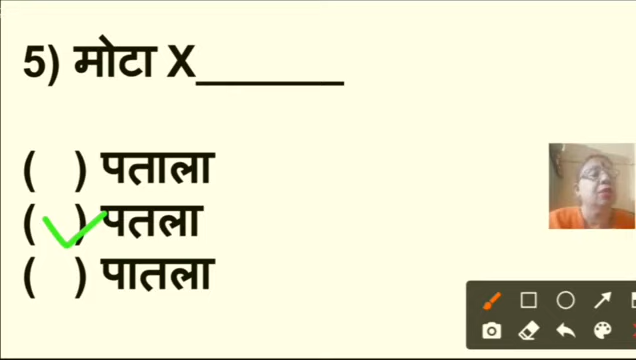 5) मोटा X_______
( ) पताला
( ) पतला
( ) पातला